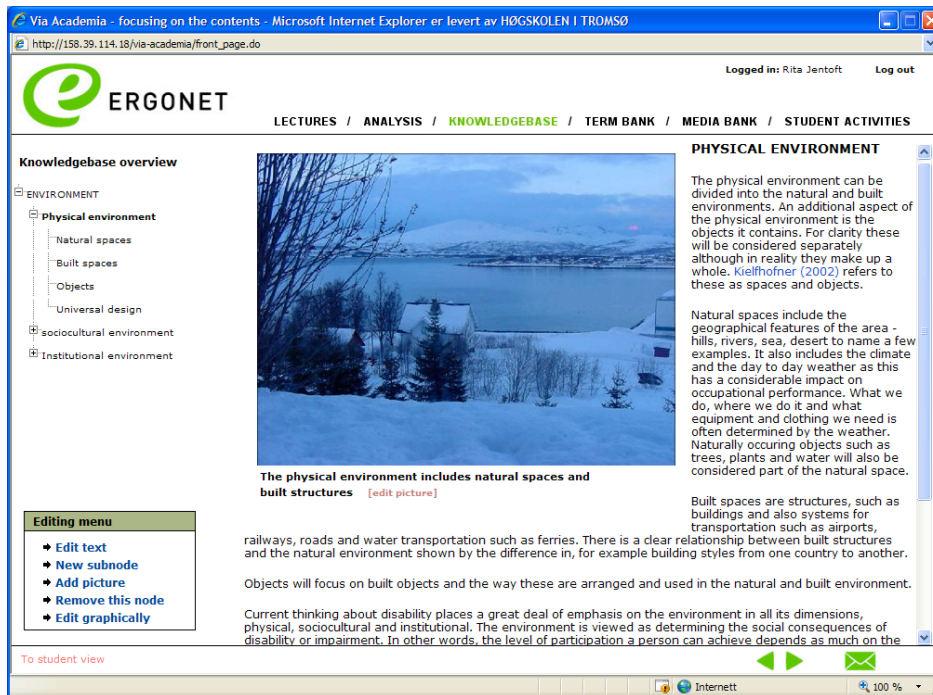 Via Academia - focusing on the contents - Microsoft Internet Explorer er levert av HØGSKOLEN I TROMSØ
http://158.39.114.18/via-academia/front_page.do
Logged in: Rita Jentoft Log out
ERGONET
LECTURES / ANALYSIS / KNOWLEDGEBASE / TERM BANK / MEDIA BANK / STUDENT ACTIVITIES
Knowledgebase overview
ENVIRONMENT
Physical environment
Natural spaces
Built spaces
Objects
Universal design
sociocultural environment
Institutional environment
Editing menu
Edit text
New subnode
Add picture
Remove this node
Edit graphically
The physical environment includes natural spaces and
built structures [edit picture]
PHYSICAL ENVIRONMENT
The physical environment can be
divided into the natural and built
environments. An additional aspect of
the physical environment is the
objects it contains. For clarity these
will be considered separately
although in reality they make up a
whole. Kielfhofner (2002) refers to
these as spaces and objects.
Natural spaces include the
geographical features of the area -
hills, rivers, sea, desert to name a few
examples. It also includes the climate
and the day to day weather as this
has a considerable impact on
occupational performance. What we
do, where we do it and what
equipment and clothing we need is
often determined by the weather.
Naturally occuring objects such as
trees, plants and water will also be
considered part of the natural space.
Built spaces are structures, such as
buildings and also systems for
transportation such as airports,
railways, roads and water transportation such as ferries. There is a clear relationship between built structures
and the natural environment shown by the difference in, for example building styles from one country to another.
Objects will focus on built objects and the way these are arranged and used in the natural and built environment.
Current thinking about disability places a great deal of emphasis on the environment in all its dimensions,
physical, sociocultural and institutional. The environment is viewed as determining the social consequences of
disability or impairment. In other words, the level of participation a person can achieve depends as much on the
To student view
Internett
100 %